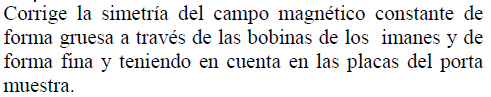 Corrige la simetría del campo magnético constante de
forma gruesa a través de las bobinas de los imanes y de
forma fina y teniendo en cuenta en las placas del porta
muestra.